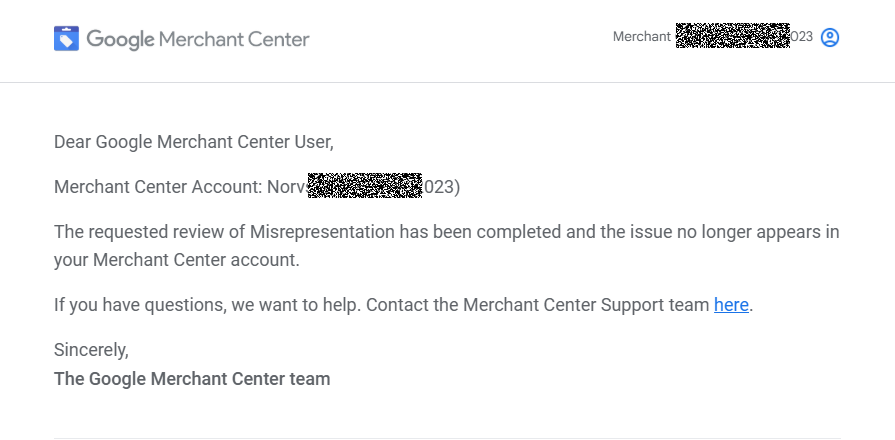 Google Merchant Center
Merchant 023
Dear Google Merchant Center User,
Merchant Center Account: Norv 023)
The requested review of Misrepresentation has been completed and the issue no longer appears in
your Merchant Center account.
If you have questions, we want to help. Contact the Merchant Center Support team here.
Sincerely,
The Google Merchant Center team